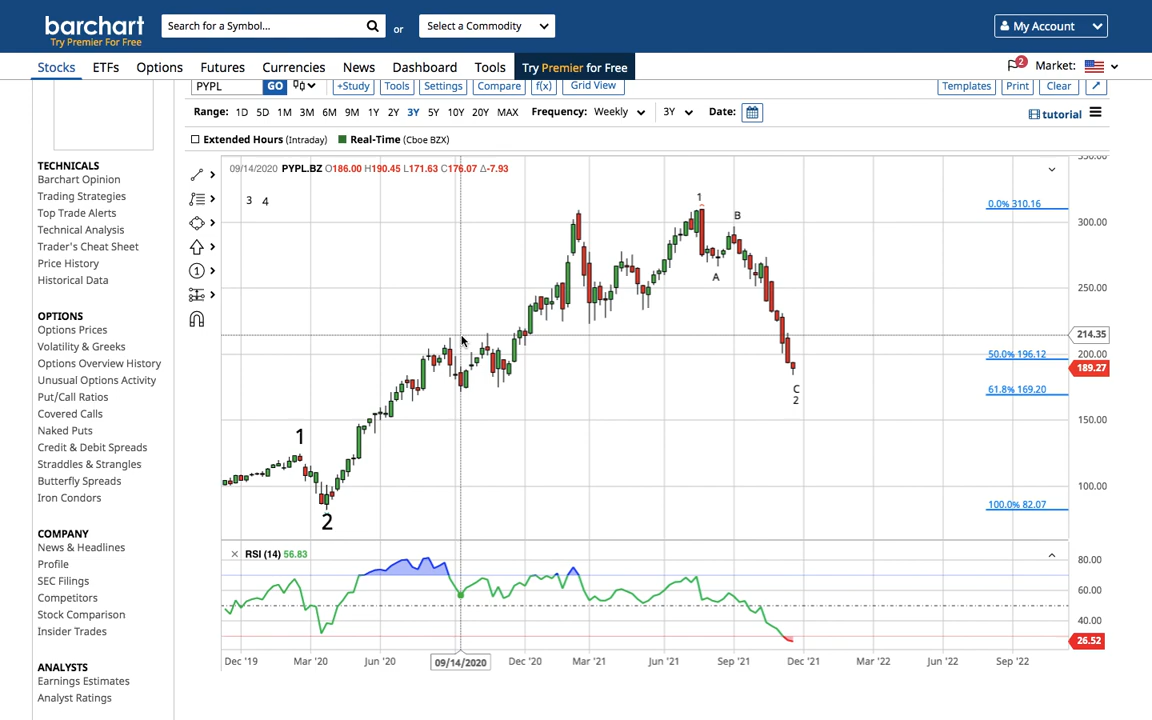 barchart
Try Premier For Free
Search for a Symbol...
or
Select a Commodity
My Account
Stocks ETFs Options Futures Currencies News Dashboard Tools Try Premier for Free
2 Market:
PYPL GO +Study Tools Settings Compare f(x) Grid View Templates Print Clear
Range: 1D 5D 1M 3M 6M 9M 1Y 2Y 3Y 5Y 10Y 20Y MAX Frequency: Weekly 3Y Date: tutorial
Extended Hours (Intraday) Real-Time (Cboe BZX)
09/14/2020 PYPL.BZ O186.00 H190.45 L171.63 C176.07 Δ-7.93
TECHNICALS
Barchart Opinion
Trading Strategies
Top Trade Alerts
Technical Analysis
Trader's Cheat Sheet
Price History
Historical Data
OPTIONS
Options Prices
Volatility & Greeks
Options Overview History
Unusual Options Activity
Put/Call Ratios
Covered Calls
Naked Puts
Credit & Debit Spreads
Straddles & Strangles
Butterfly Spreads
Iron Condors
COMPANY
News & Headlines
Profile
SEC Filings
Competitors
Stock Comparison
Insider Trades
ANALYSTS
Earnings Estimates
Analyst Ratings
1
3 4
1
B
A
C
2
1
2
0.0% 310.16
50.0% 196.12
61.8% 169.20
100.0% 82.07
350.00
300.00
250.00
214.35
200.00
189.27
150.00
100.00
RSI (14) 56.83
80.00
60.00
40.00
26.52
Dec '19 Mar '20 Jun '20 09/14/2020 Dec '20 Mar '21 Jun '21 Sep '21 Dec '21 Mar '22 Jun '22 Sep '22